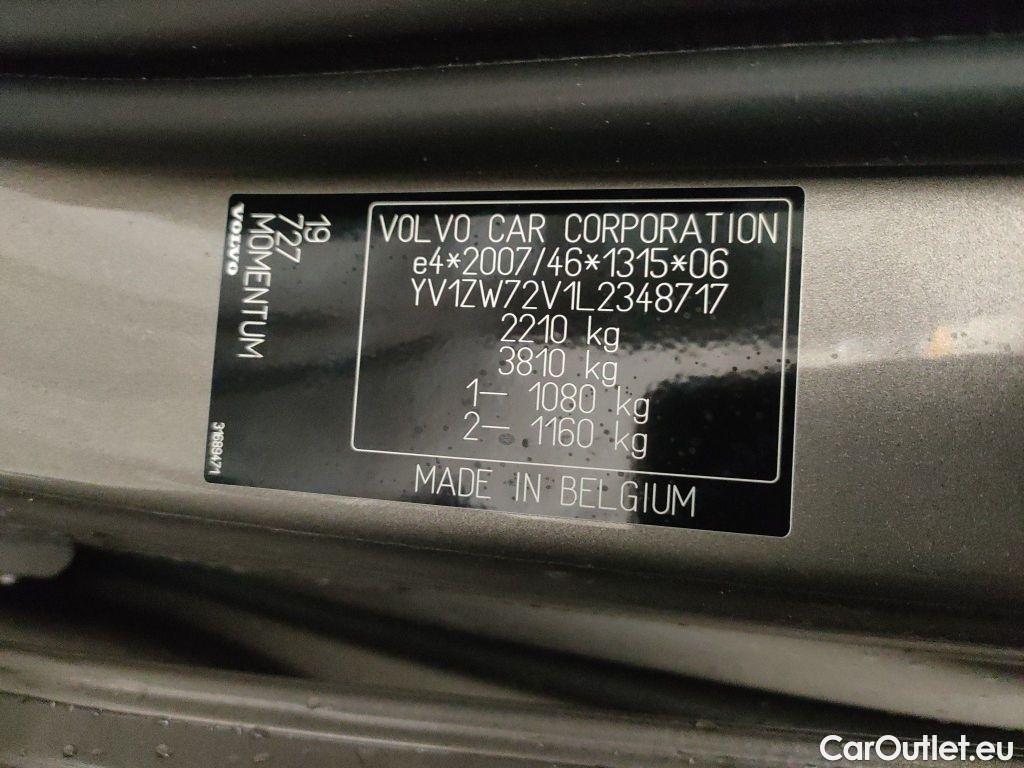 VOLVO CAR CORPORATION
e4*2007/46*1315*06
YV1ZW72V1L2348717
2210 kg
3810 kg
1— 1080 kg
2— 1160 kg
MADE IN BELGIUM
19
727
MOMENTUM
VOLVO
31689471
CarOutlet.eu